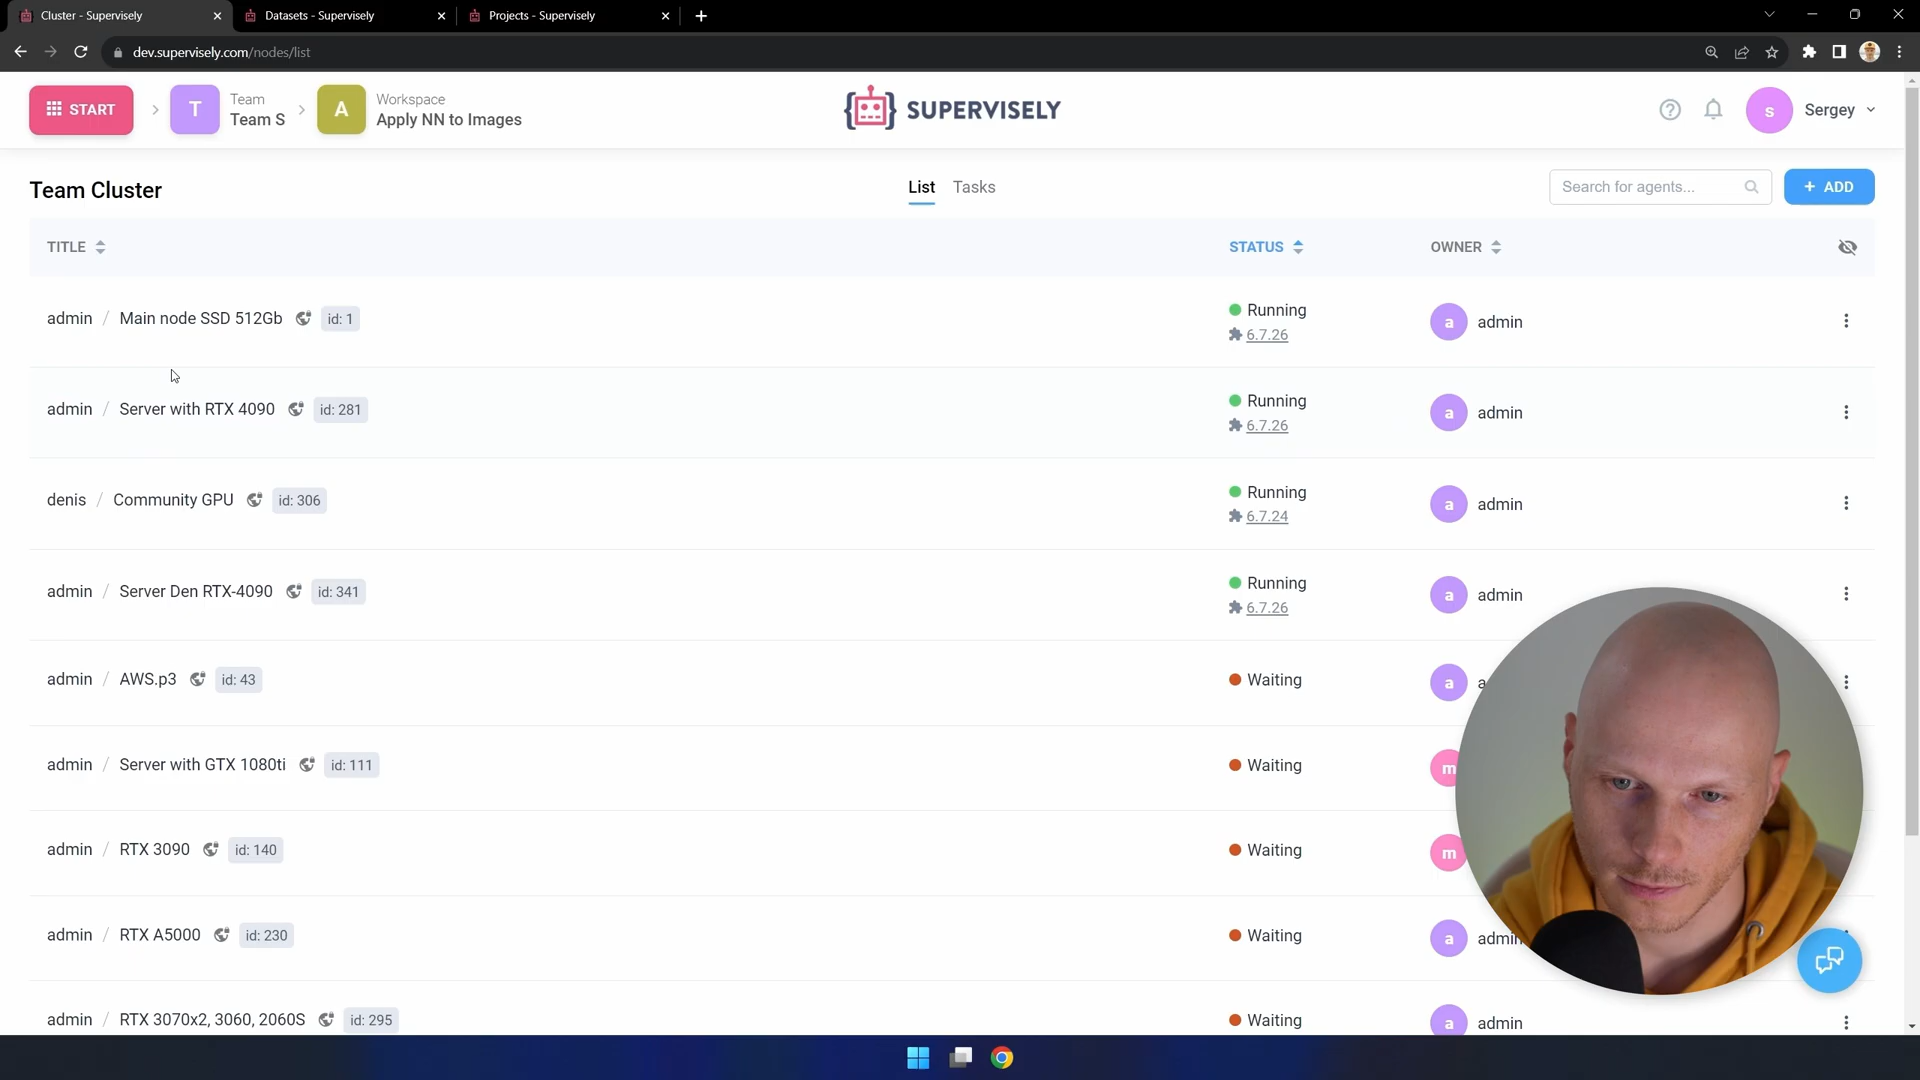 Cluster - Supervisely
Datasets - Supervisely
Projects - Supervisely
dev.supervisely.com/nodes/list
START
T
Team
Team S
A
Workspace
Apply NN to Images
SUPERVISELY
s
Sergey
Team Cluster
List
Tasks
Search for agents...
+ ADD
TITLE
STATUS
OWNER
admin / Main node SSD 512Gb id: 1
Running
6.7.26
a admin
admin / Server with RTX 4090 id: 281
Running
6.7.26
a admin
denis / Community GPU id: 306
Running
6.7.24
a admin
admin / Server Den RTX-4090 id: 341
Running
6.7.26
a admin
admin / AWS.p3 id: 43
Waiting
a a
admin / Server with GTX 1080ti id: 111
Waiting
m
admin / RTX 3090 id: 140
Waiting
m
admin / RTX A5000 id: 230
Waiting
a admin
admin / RTX 3070x2, 3060, 2060S id: 295
Waiting
a admin